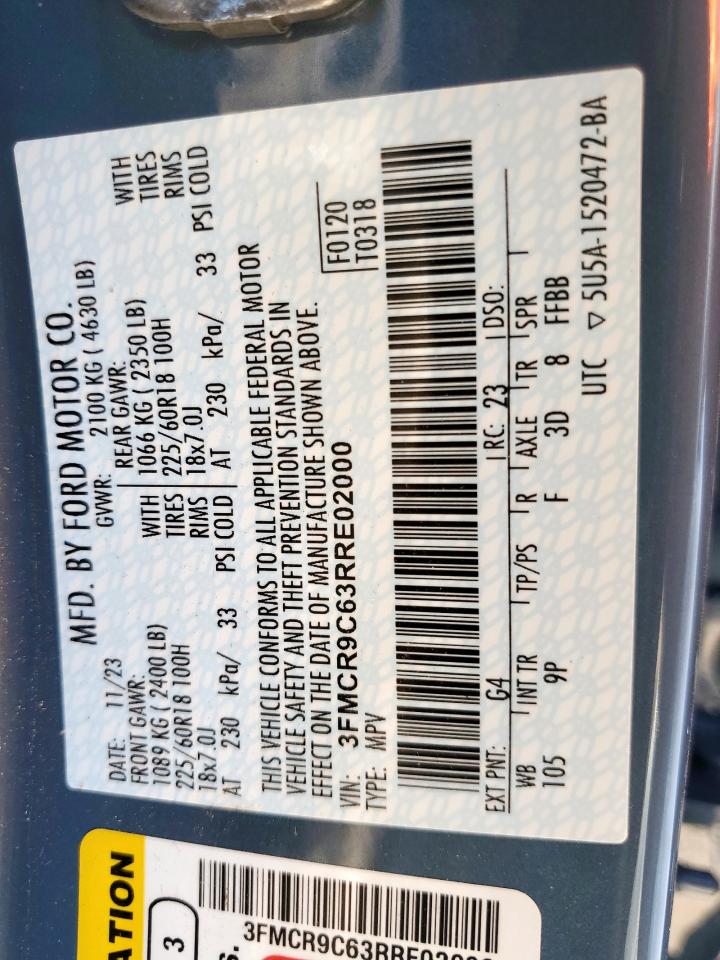 MFD. BY FORD MOTOR CO.
DATE: 11/23 GVWR: 2100 KG ( 4630 LB)
FRONT GAWR: REAR GAWR:
1089 KG ( 2400 LB) WITH 1066 KG ( 2350 LB) WITH
225/60R18 100H TIRES 225/60R18 100H TIRES
18x7.0J RIMS 18x7.0J RIMS
AT 230 kPa/ 33 PSI COLD AT 230 kPa/ 33 PSI COLD
THIS VEHICLE CONFORMS TO ALL APPLICABLE FEDERAL MOTOR
VEHICLE SAFETY AND THEFT PREVENTION STANDARDS IN
EFFECT ON THE DATE OF MANUFACTURE SHOWN ABOVE.
VIN: 3FMCR9C63RRE02000
TYPE: MPV
F0120
T0318
EXT PNT: G4 RC: 23 DSO:
WB INT TR TP/PS R AXLE TR SPR
105 9P F 3D 8 FFBB
UTC ▽ 5U5A-1520472-BA
ATION
3
S.
3FMCR9C63RRE02000